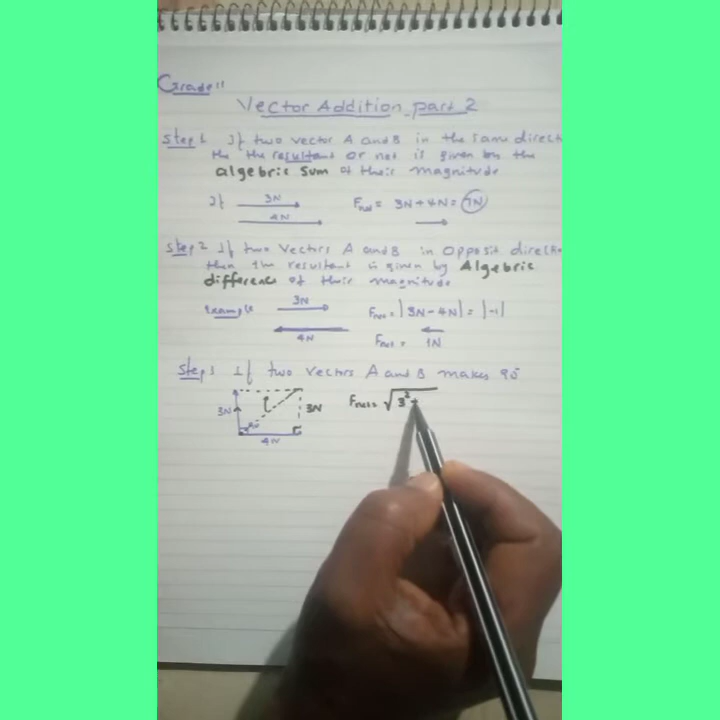 Grade 11
Vector Addition part 2
Step 1 If two vector A and B in the same direct
the the resultant or net is given by the
algebric sum of their magnitude
If 3N Fnet = 3N + 4N = 7N
4N
Step 2 If two vectors A and B in opposit direction
then the resultant is given by Algebric
difference of their magnitude
example 3N Fnet = |3N - 4N| = |-1|
4N Fnet = 1N
Step 3 If two vectors A and B makes 90
3N 3N Fnet = √3² +
90
4N